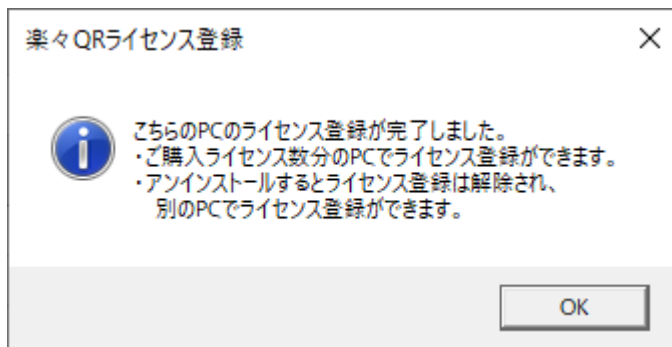 楽々QRライセンス登録
こちらのPCのライセンス登録が完了しました。
・ご購入ライセンス数分のPCでライセンス登録ができます。
・アンインストールするとライセンス登録は解除され、
別のPCでライセンス登録ができます。
OK